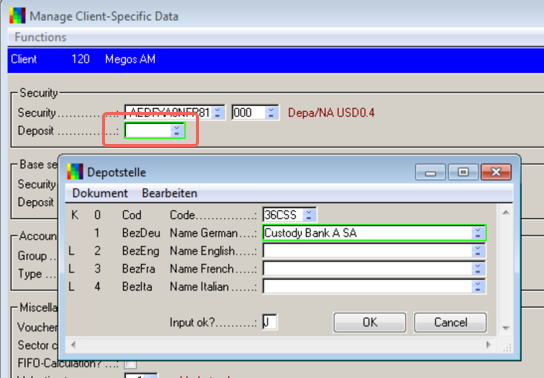 Manage Client-Specific Data
Functions
Client 120 Megos AM
Security
Security..............: 000 Depa/NA USD0.4
Deposit ..............:
Base se
Security
Deposit
Accoun
Group ..
Type ...
Miscella
Voucher
Sector c
FIFO-Calculation? ...:
Depotstelle
Dokument Bearbeiten
K 0 Cod Code..............: 36CSS
1 BezDeu Name German....: Custody Bank A SA
L 2 BezEng Name English....:
L 3 BezFra Name French ....:
L 4 BezIta Name Italian .....:
Input ok?..........: J OK Cancel